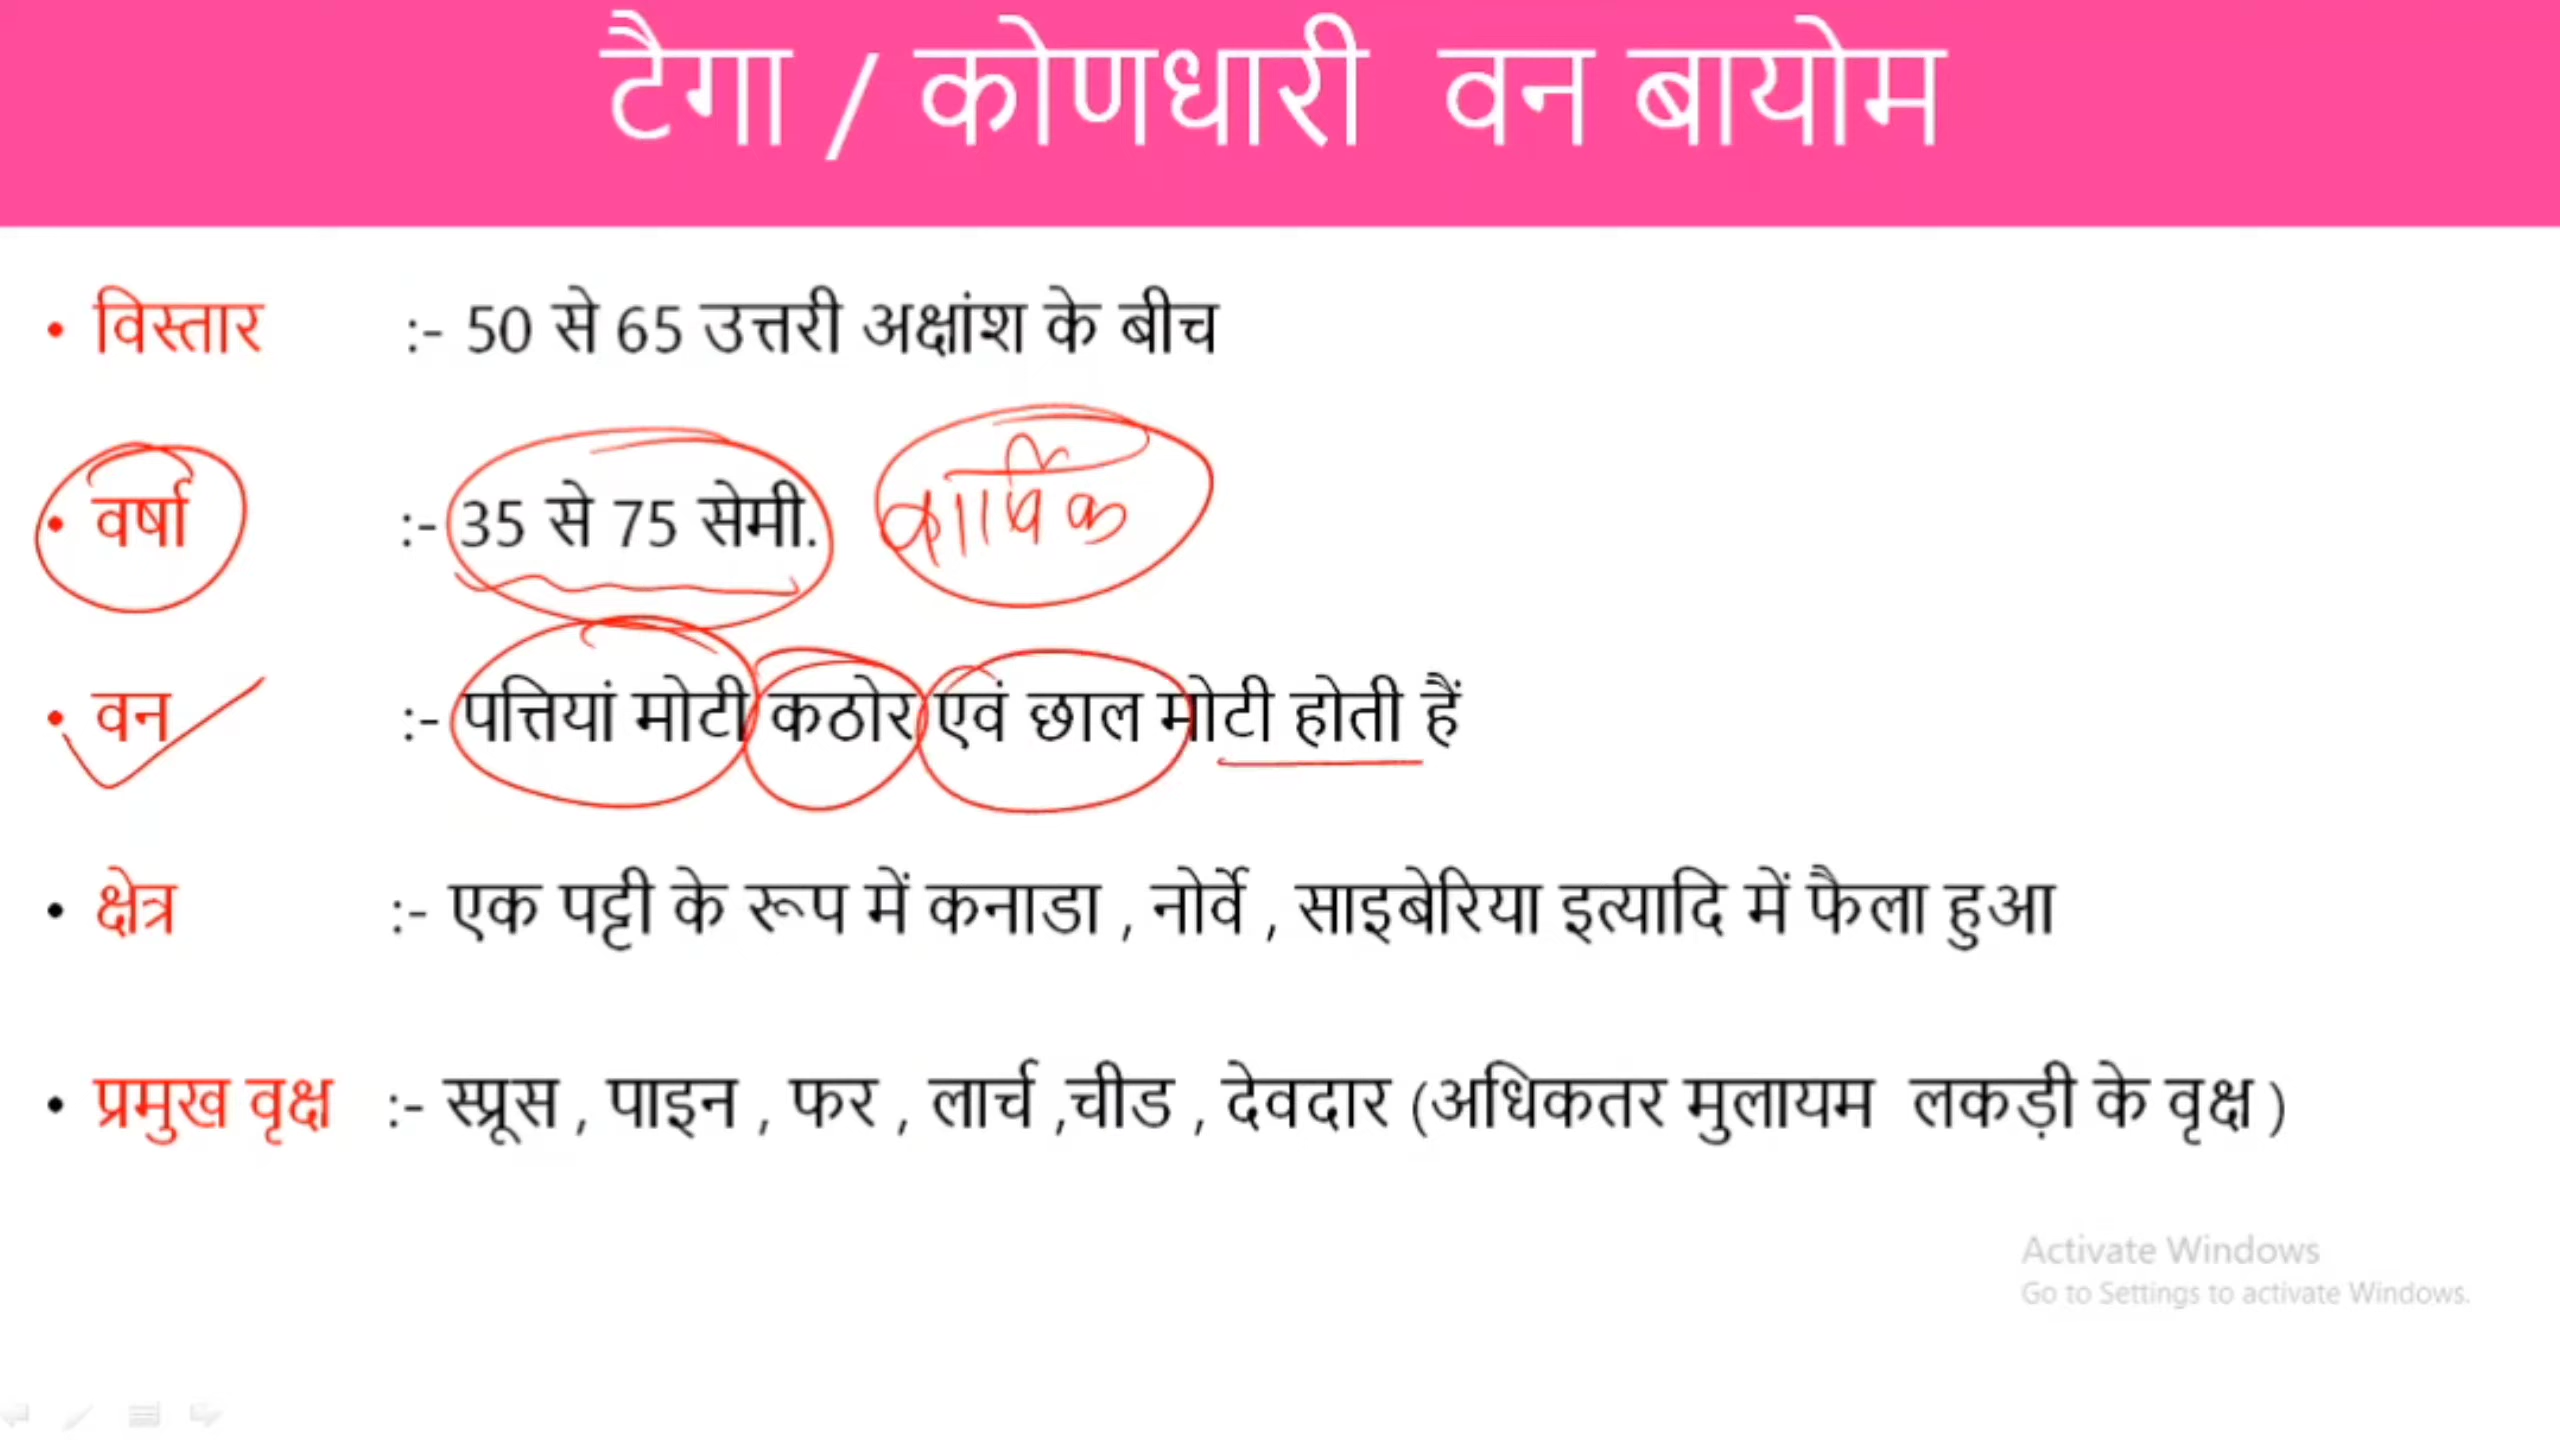 टैगा / कोणधारी वन बायोम
• विस्तार :- 50 से 65 उत्तरी अक्षांश के बीच
• वर्षा :- 35 से 75 सेमी. वार्षिक
• वन :- पत्तियां मोटी कठोर एवं छाल मोटी होती हैं
• क्षेत्र :- एक पट्टी के रूप में कनाडा , नोर्वे , साइबेरिया इत्यादि में फैला हुआ
• प्रमुख वृक्ष :- स्प्रूस , पाइन , फर , लार्च ,चीड , देवदार (अधिकतर मुलायम लकड़ी के वृक्ष )
Activate Windows
Go to Settings to activate Windows.